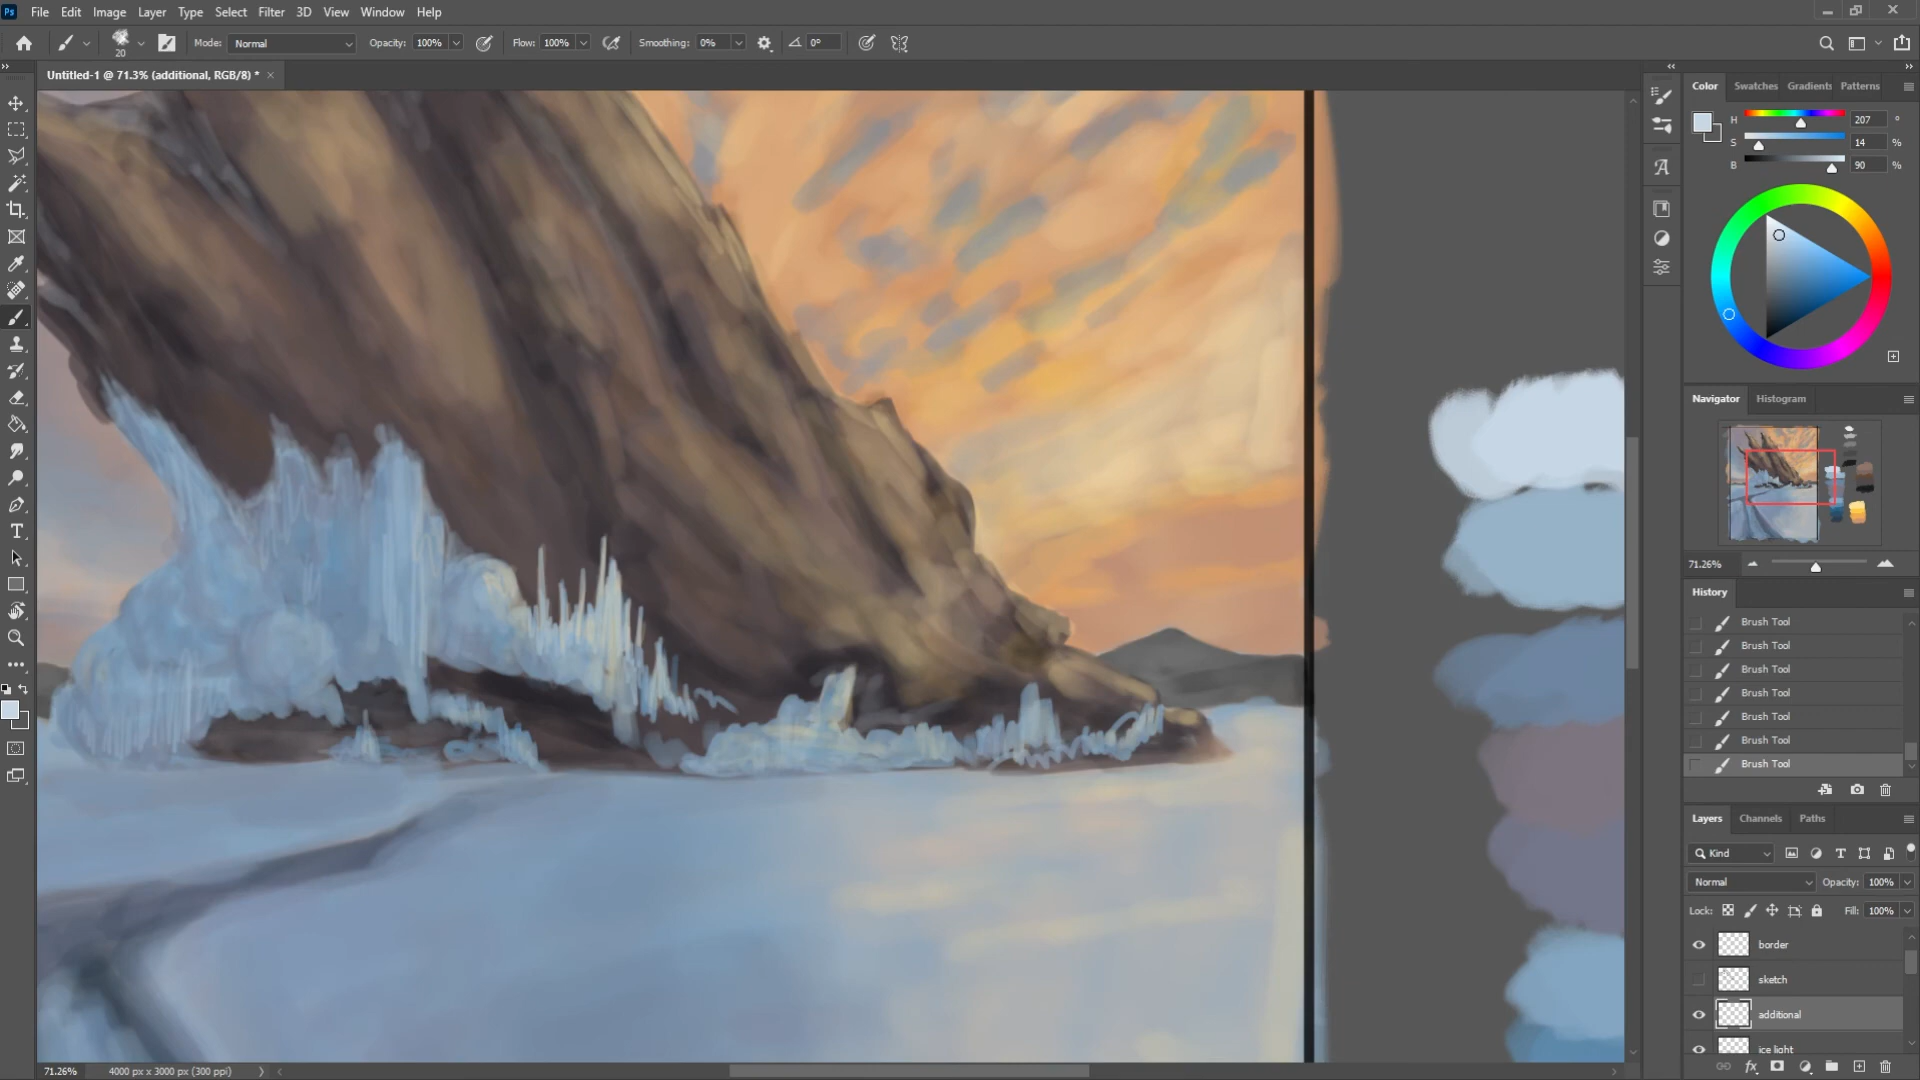 Ps File Edit Image Layer Type Select Filter 3D View Window Help
20 Mode: Normal Opacity: 100% Flow: 100% Smoothing: 0% 0°
Untitled-1 @ 71.3% (additional, RGB/8) *
Color Swatches Gradients Patterns
H 207 °
S 14 %
B 90 %
Navigator Histogram
71.26%
History
Brush Tool
Brush Tool
Brush Tool
Brush Tool
Brush Tool
Brush Tool
Brush Tool
Layers Channels Paths
Kind
Normal Opacity: 100%
Lock: Fill: 100%
border
sketch
additional
ice light
71.26% 4000 px x 3000 px (300 ppi)